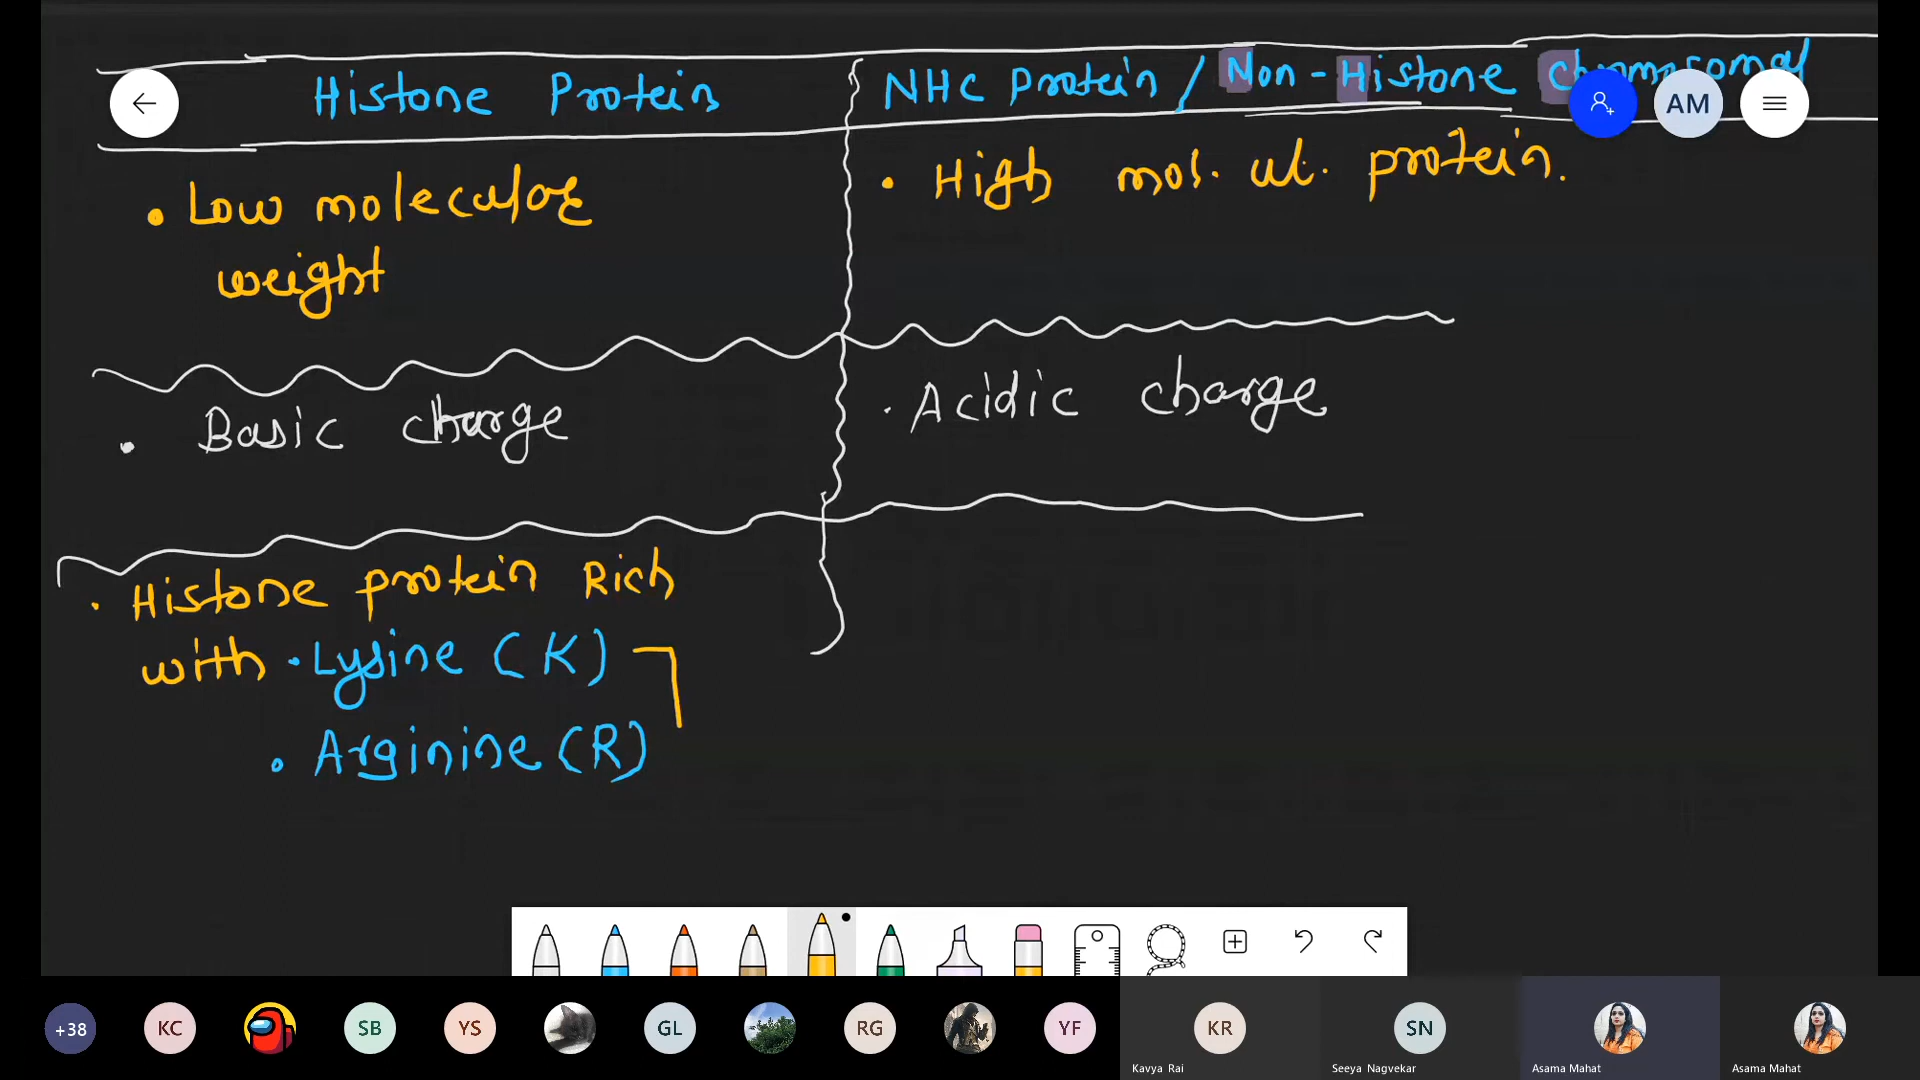 Histone Protein
NHC Protein / Non-Histone Chromosomal
AM
• Low molecular
weight
• High mol. wt. protein.
• Basic charge
• Acidic charge
• Histone protein Rich
with • Lysine (K)
• Arginine (R)
+38
KC
SB
YS
GL
RG
YF
KR
Kavya Rai
SN
Seeya Nagvekar
Asama Mahat
Asama Mahat